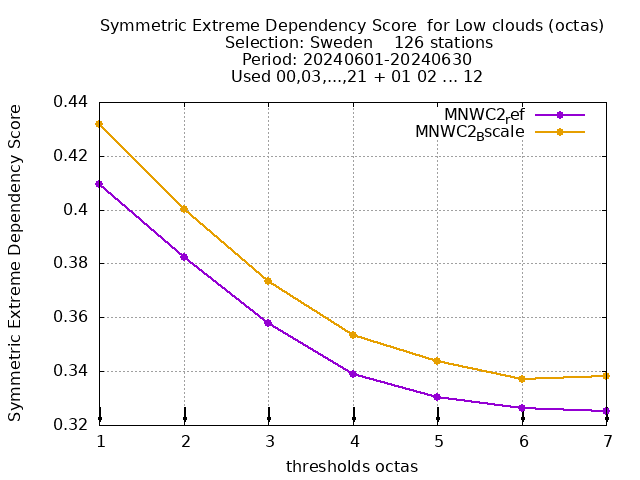 Symmetric Extreme Dependency Score  for Low clouds (octas)
Selection: Sweden    126 stations
Period: 20240601-20240630
Used 00,03,...,21 + 01 02 ... 12
MNWC2_ref
MNWC2_Bscale
Symmetric Extreme Dependency Score
0.44
0.42
0.4
0.38
0.36
0.34
0.32
1 2 3 4 5 6 7
thresholds octas